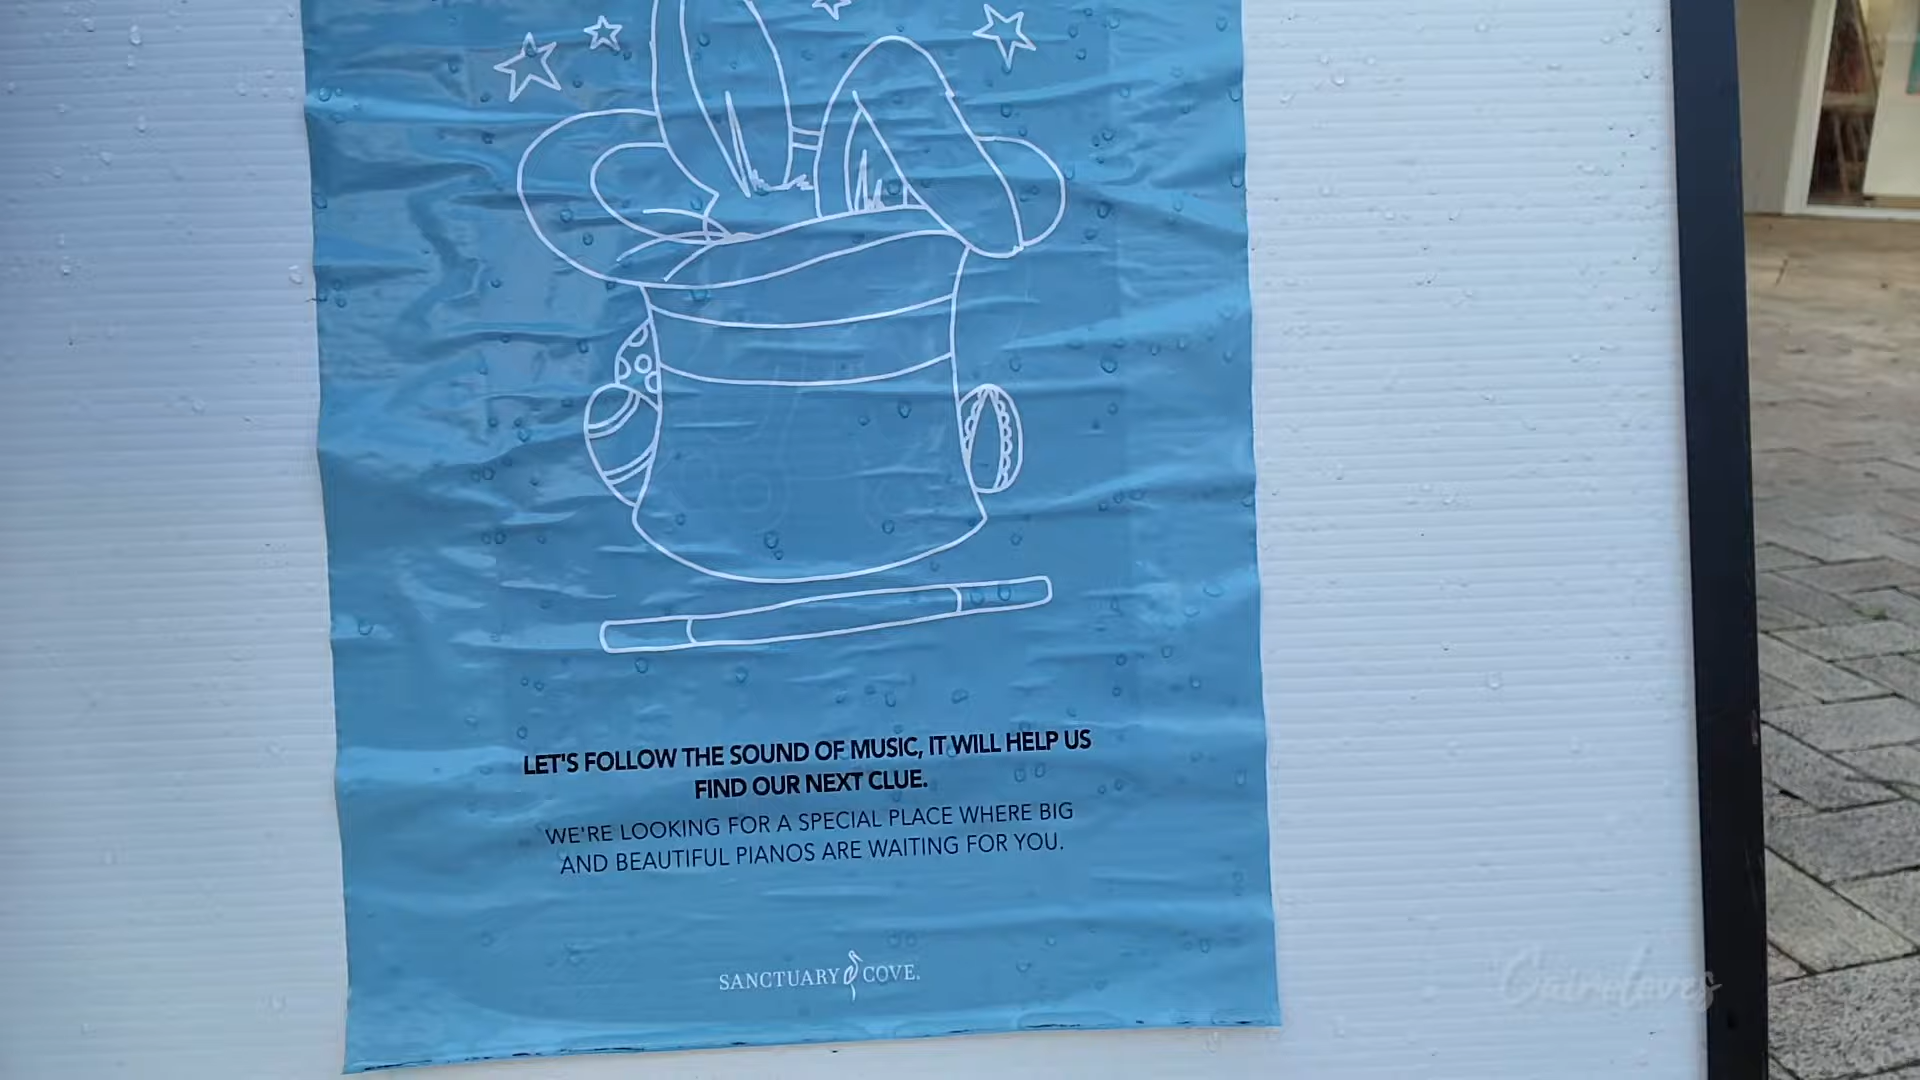 LET'S FOLLOW THE SOUND OF MUSIC, IT WILL HELP US
FIND OUR NEXT CLUE.
WE'RE LOOKING FOR A SPECIAL PLACE WHERE BIG
AND BEAUTIFUL PIANOS ARE WAITING FOR YOU.
SANCTUARY COVE.